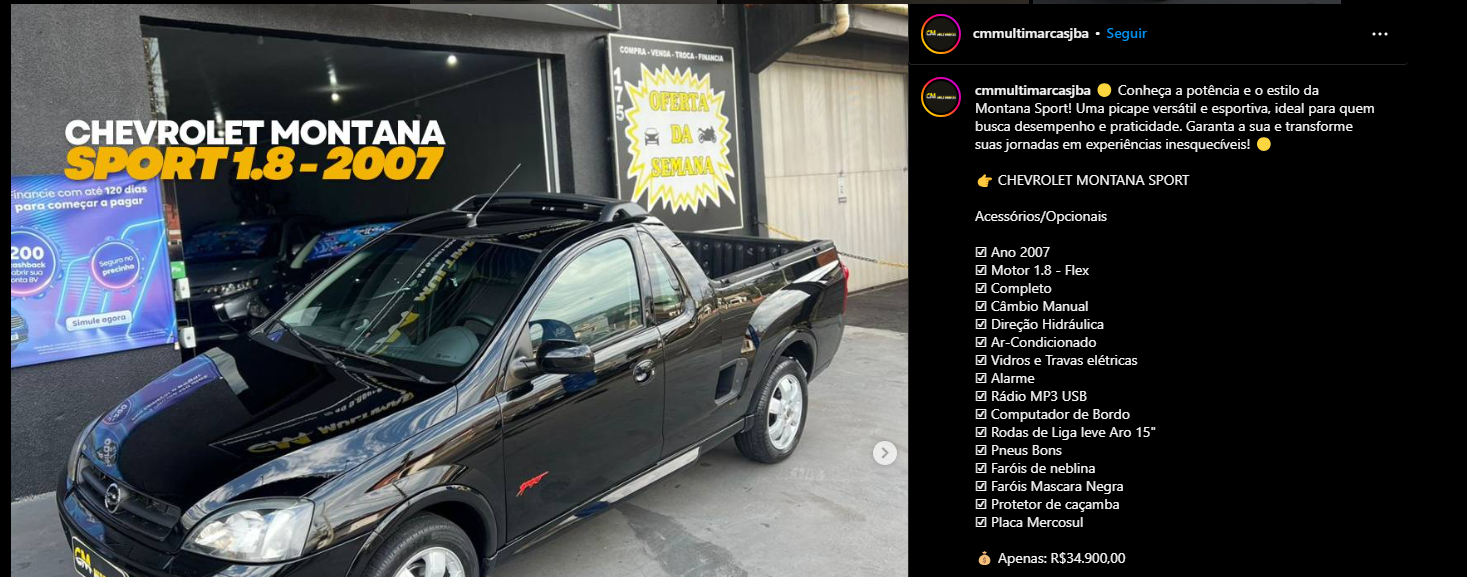 CHEVROLET MONTANA
SPORT 1.8 - 2007
COMPRA - VENDA - TROCA - FINANCIA
175
OFERTA
DA
SEMANA
Financie com até 120 dias
para começar a pagar
Seguro no
precinho
Simule agora
CM
cmmultimarcasjba • Seguir
cmmultimarcasjba 🟡 Conheça a potência e o estilo da
Montana Sport! Uma picape versátil e esportiva, ideal para quem
busca desempenho e praticidade. Garanta a sua e transforme
suas jornadas em experiências inesquecíveis! 🟡
👉 CHEVROLET MONTANA SPORT
Acessórios/Opcionais
☑ Ano 2007
☑ Motor 1.8 - Flex
☑ Completo
☑ Câmbio Manual
☑ Direção Hidráulica
☑ Ar-Condicionado
☑ Vidros e Travas elétricas
☑ Alarme
☑ Rádio MP3 USB
☑ Computador de Bordo
☑ Rodas de Liga leve Aro 15"
☑ Pneus Bons
☑ Faróis de neblina
☑ Faróis Mascara Negra
☑ Protetor de caçamba
☑ Placa Mercosul
💰 Apenas: R$34.900,00